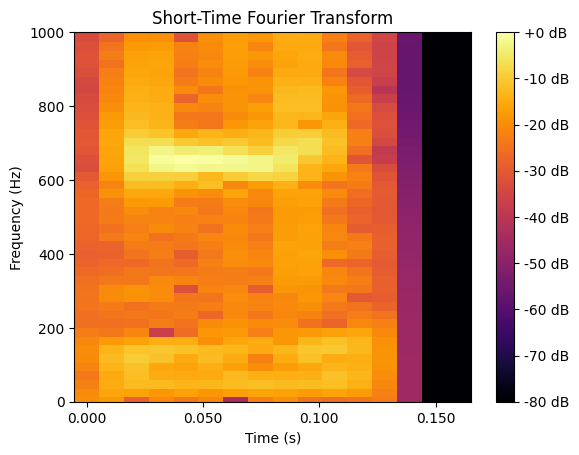 Short-Time Fourier Transform
1000
800
600
400
200
0
Frequency (Hz)
0.000
0.050
0.100
0.150
Time (s)
+0 dB
-10 dB
-20 dB
-30 dB
-40 dB
-50 dB
-60 dB
-70 dB
-80 dB